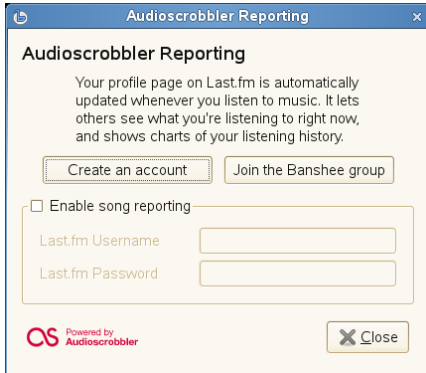 Audioscrobbler Reporting
Audioscrobbler Reporting
Your profile page on Last.fm is automatically
updated whenever you listen to music. It lets
others see what you're listening to right now,
and shows charts of your listening history.
Create an account
Join the Banshee group
Enable song reporting
Last.fm Username
Last.fm Password
Powered by
Audioscrobbler
Close